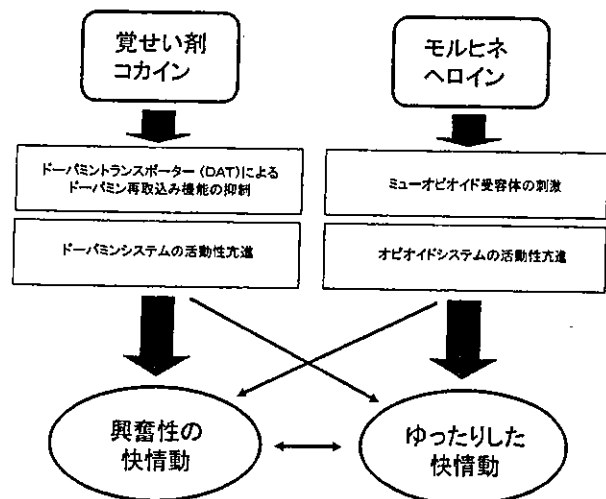 覚せい剤
コカイン
モルヒネ
ヘロイン
ドーパミントランスポーター(DAT)による
ドーパミン再取込み機能の抑制
ミューオピオイド受容体の刺激
ドーパミンシステムの活動性亢進
オピオイドシステムの活動性亢進
興奮性の
快情動
ゆったりした
快情動